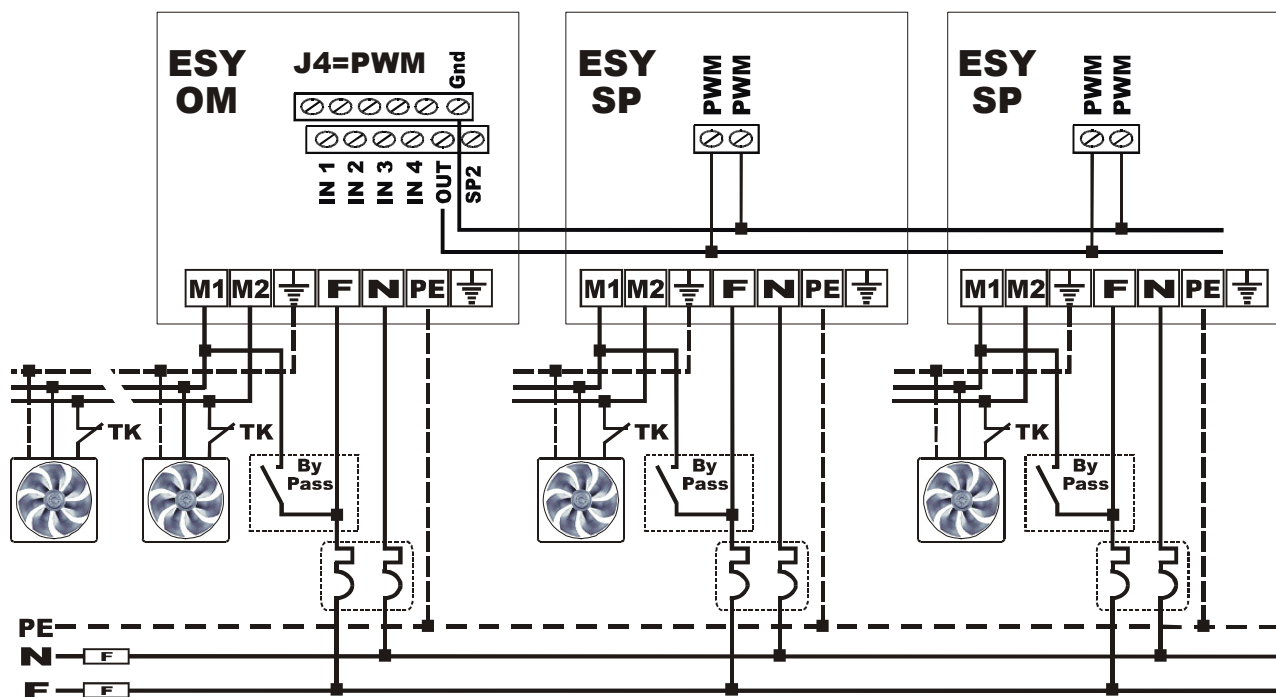 ESY
OM
J4=PWM
Gnd
IN 1
IN 2
IN 3
IN 4
OUT
SP2
M1 M2 F N PE
ESY
SP
PWM
PWM
M1 M2 F N PE
ESY
SP
PWM
PWM
M1 M2 F N PE
TK
TK
By
Pass
TK
By
Pass
TK
By
Pass
PE
N F
F F